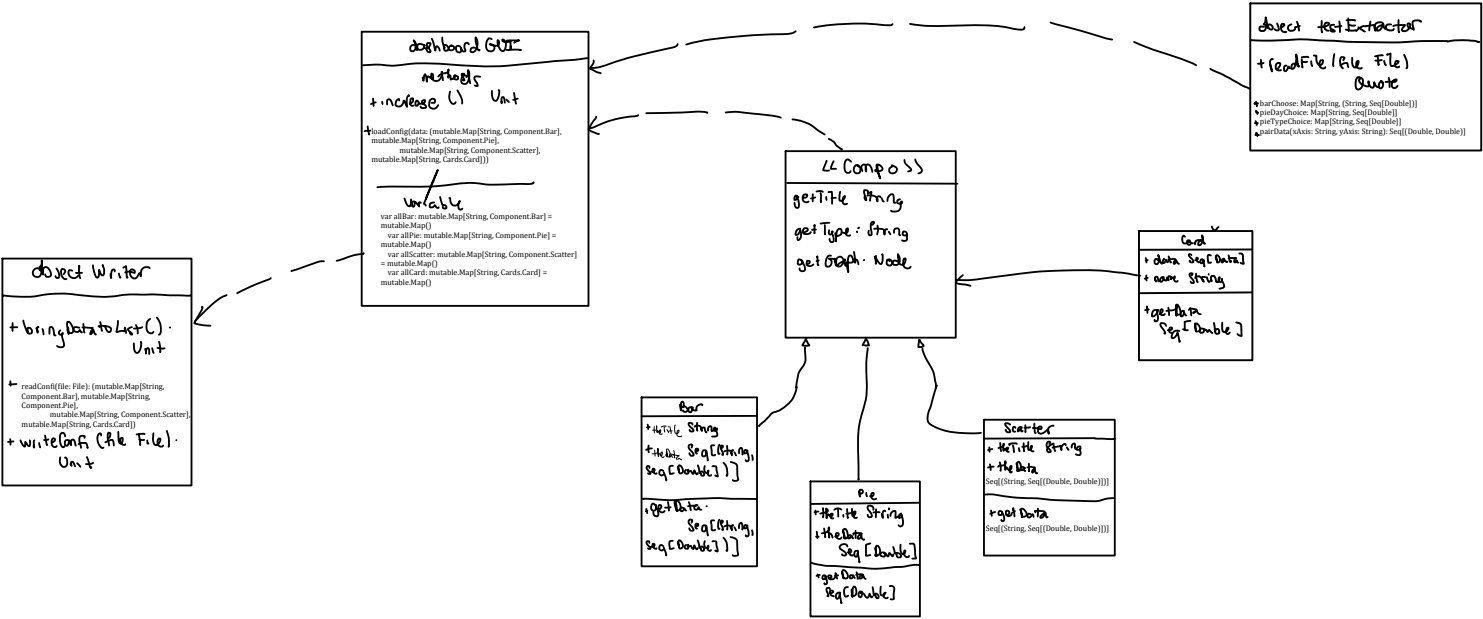 dashboard GUI
methods
+ increase () Unit
+ loadConfig(data: (mutable.Map[String, Component.Bar],
mutable.Map[String, Component.Pie],
mutable.Map[String, Component.Scatter],
mutable.Map[String, Cards.Card]))
Variable
var allBar: mutable.Map[String, Component.Bar] =
mutable.Map()
var allPie: mutable.Map[String, Component.Pie] =
mutable.Map()
var allScatter: mutable.Map[String, Component.Scatter]
= mutable.Map()
var allCard: mutable.Map[String, Cards.Card] =
mutable.Map()
object testExtractor
+ readFile (file File)
Quote
+ barChoose: Map[String, (String, Seq[Double])]
+ pieDayChoice: Map[String, Seq[Double]]
+ pieTypeChoice: Map[String, Seq[Double]]
+ pairData(xAxis: String, yAxis: String): Seq[(Double, Double)]
object Writer
+ bringDatatoList().
Unit
+ readConfi(file: File): (mutable.Map[String,
Component.Bar], mutable.Map[String,
Component.Pie],
mutable.Map[String, Component.Scatter],
mutable.Map[String, Cards.Card])
+ writeConfi (file File).
Unit
<<Compo>>
getTitle String
getType: String
getGraph. Node
Card
+ data Seq[Data]
+ name String
+ getData
Seq[Double]
Bar
+ theTitle String
+ theData Seq[(String,
Seq[Double])]
+ getData.
Seq[(String,
Seq[Double])]
Pie
+ theTitle String
+ theData
Seq[Double]
+ getData
Seq[Double]
Scatter
+ theTitle String
+ theData
Seq[(String, Seq[(Double, Double)])]
+ getData
Seq[(String, Seq[(Double, Double)])]